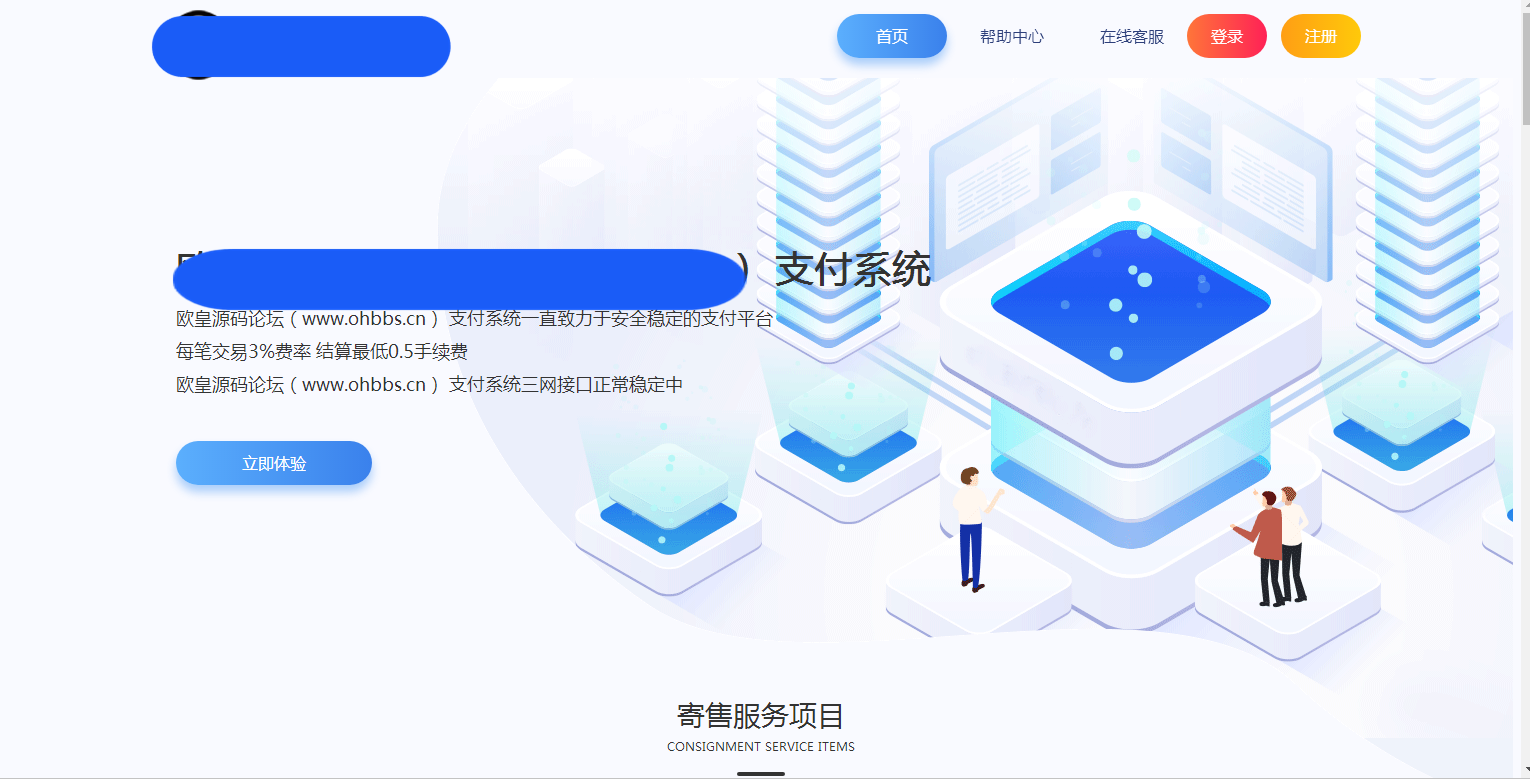 首页
帮助中心
在线客服
登录
注册
） 支付系统
欧皇源码论坛（www.ohbbs.cn） 支付系统一直致力于安全稳定的支付平台
每笔交易3%费率 结算最低0.5手续费
欧皇源码论坛（www.ohbbs.cn） 支付系统三网接口正常稳定中
立即体验
寄售服务项目
CONSIGNMENT SERVICE ITEMS